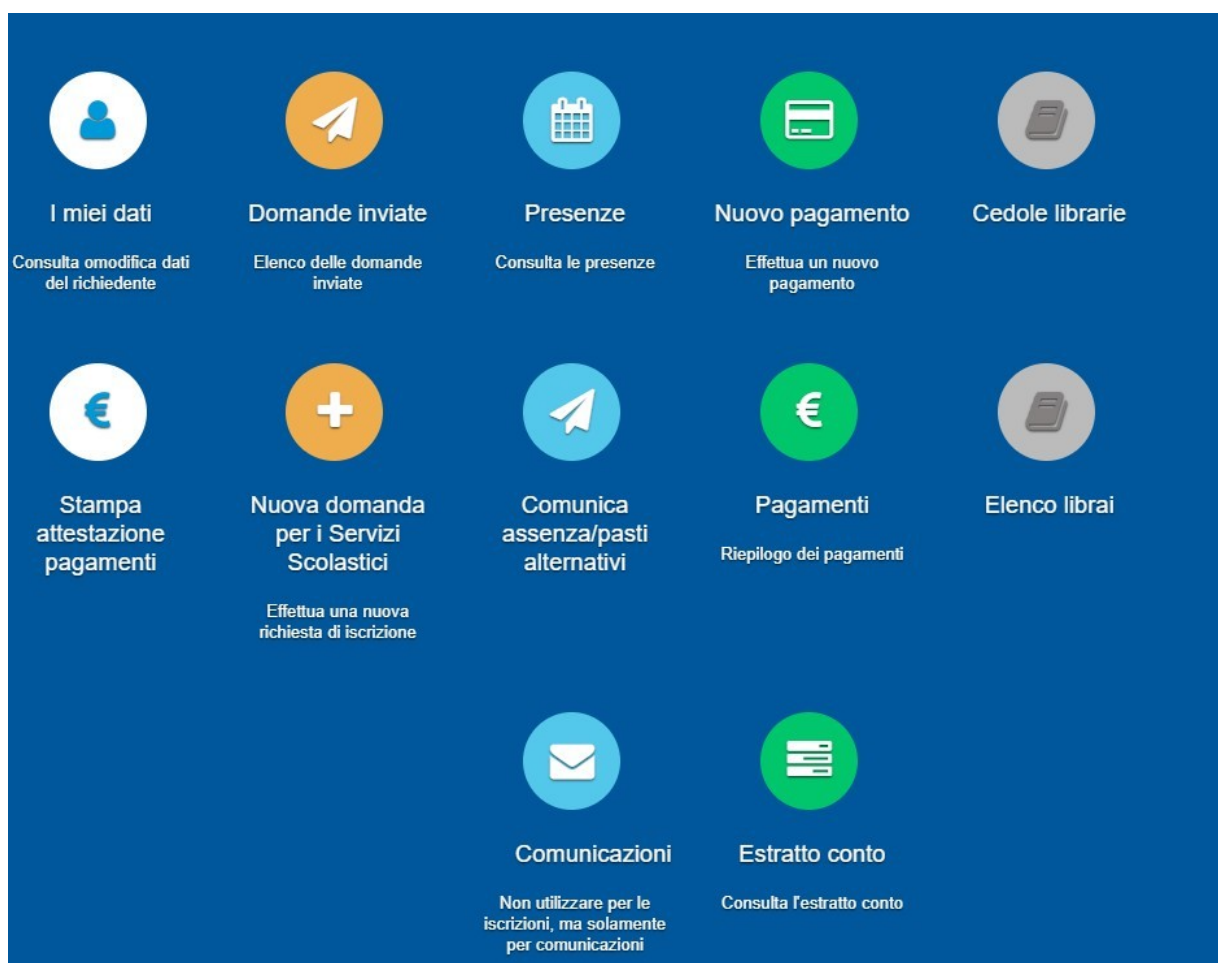 I miei dati
Consulta omodifica dati
del richiedente
Domande inviate
Elenco delle domande
inviate
Presenze
Consulta le presenze
Nuovo pagamento
Effettua un nuovo
pagamento
Cedole librarie
€
Stampa
attestazione
pagamenti
Nuova domanda
per i Servizi
Scolastici
Effettua una nuova
richiesta di iscrizione
Comunica
assenza/pasti
alternativi
€
Pagamenti
Riepilogo dei pagamenti
Elenco librai
Comunicazioni
Non utilizzare per le
iscrizioni, ma solamente
per comunicazioni
Estratto conto
Consulta l'estratto conto